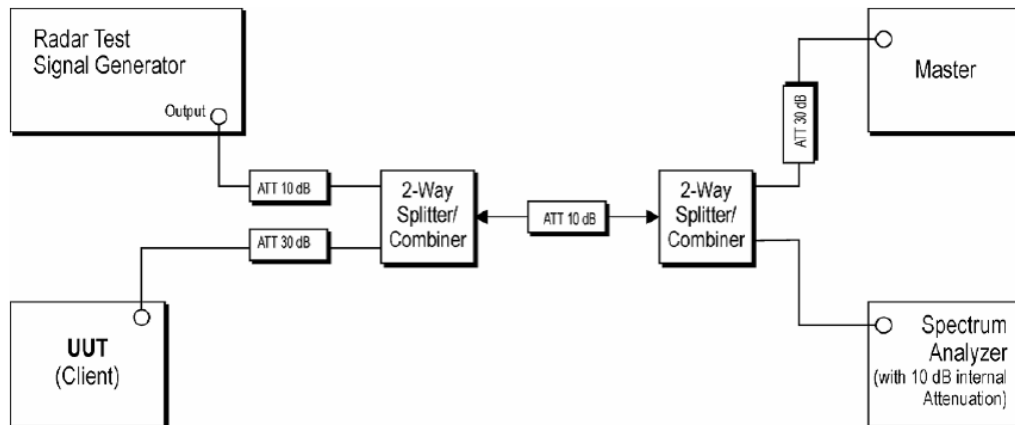 Radar Test
Signal Generator
Output
ATT 10 dB
ATT 30 dB
UUT
(Client)
2-Way
Splitter/
Combiner
ATT 10 dB
2-Way
Splitter/
Combiner
ATT 30 dB
Master
Spectrum
Analyzer
(with 10 dB internal
Attenuation)